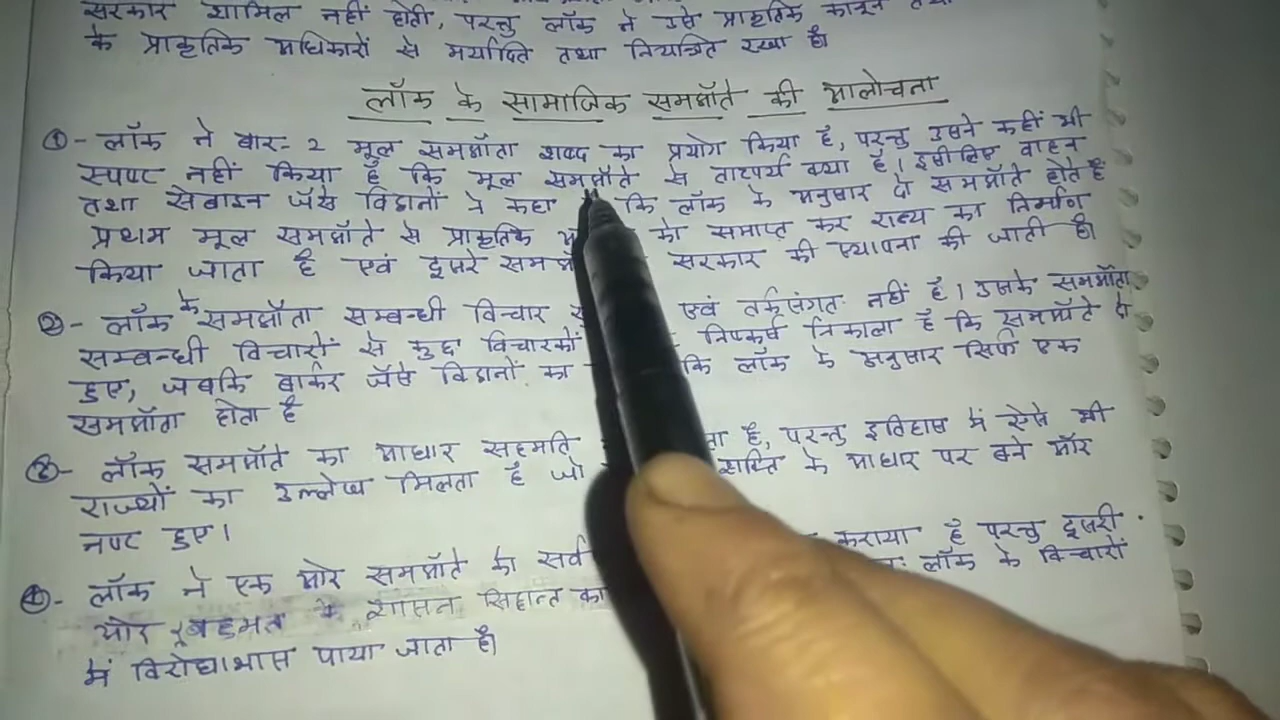 सरकार शामिल नहीं होती, परन्तु लॉक ने उसे प्राकृतिक कानून तथा
के प्राकृतिक अधिकारों से मर्यादित तथा नियन्त्रित रखा है।
लॉक के सामाजिक समझौते की आलोचना
①- लॉक ने बार-2 मूल समझौता शब्द का प्रयोग किया है, परन्तु उसने कहीं भी
स्पष्ट नहीं किया है कि मूल समझौते से तात्पर्य क्या है। इसीलिए वाहन
तथा सेबाइन जैसे विद्वानों ने कहा कि लॉक के अनुसार दो समझौते होते है
प्रथम मूल समझौते से प्राकृतिक को समाप्त कर राज्य का निर्माण
किया जाता है एवं दूसरे सरकार की स्थापना की जाती है।
②- लॉक के समझौता सम्बन्धी विचार एवं तर्कसंगत नहीं है। उनके समझौता
सम्बन्धी विचारों से कुछ विचारकों निष्कर्ष निकाला है कि समझौते दो
हुए, जबकि बार्कर जैसे विद्वानों का कि लॉक के अनुसार सिर्फ एक
समझौता होता है
③- लॉक समझौते का आधार सहमति है, परन्तु इतिहास में ऐसे भी
राज्यों का उल्लेख मिलता है जो शक्ति के आधार पर बने और
नष्ट हुए।
④- लॉक ने एक ओर समझौते को कराया है परन्तु दूसरी
ओर बहुमत के शासन सिद्धान्त का लॉक के विचारों
में विरोधाभास पाया जाता है।